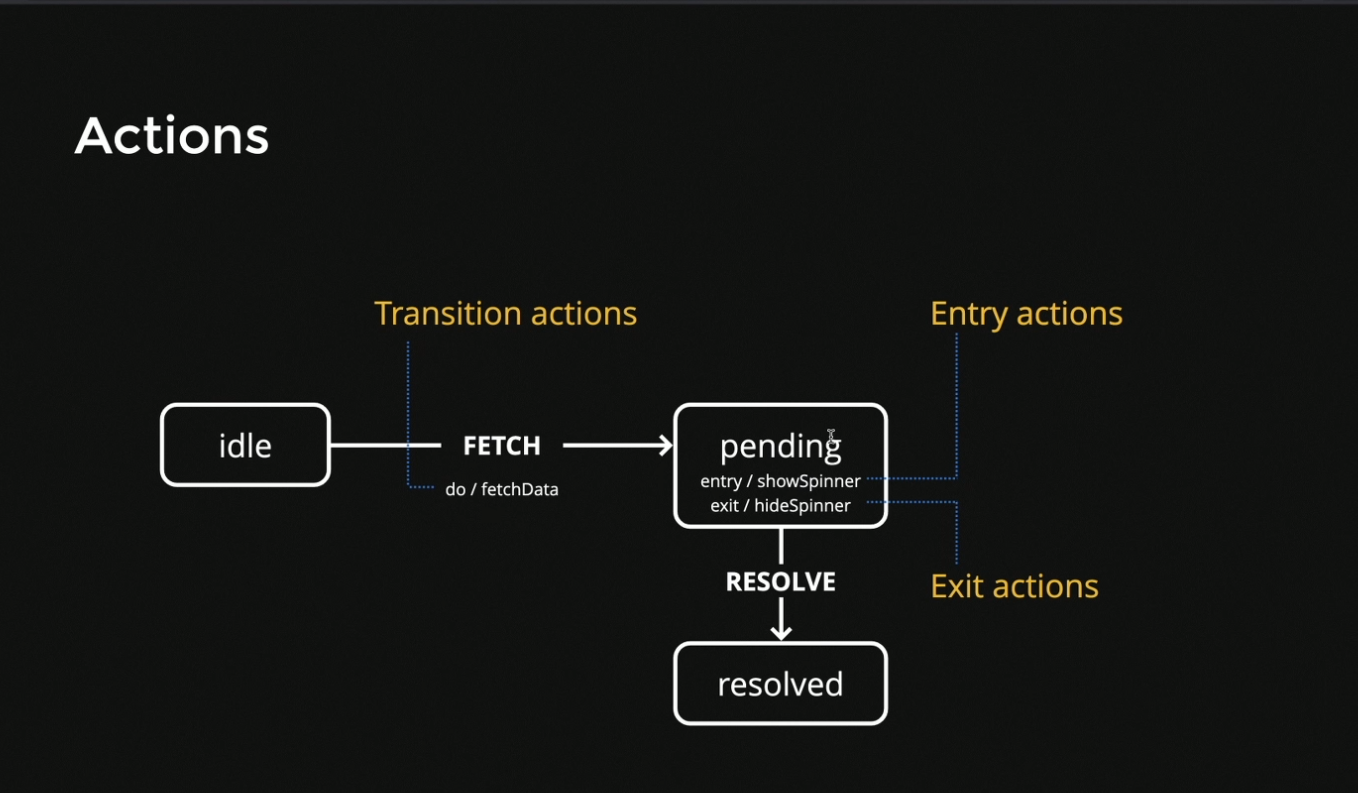 Actions
Transition actions
Entry actions
idle
FETCH
do / fetchData
pending
entry / showSpinner
exit / hideSpinner
RESOLVE
Exit actions
resolved